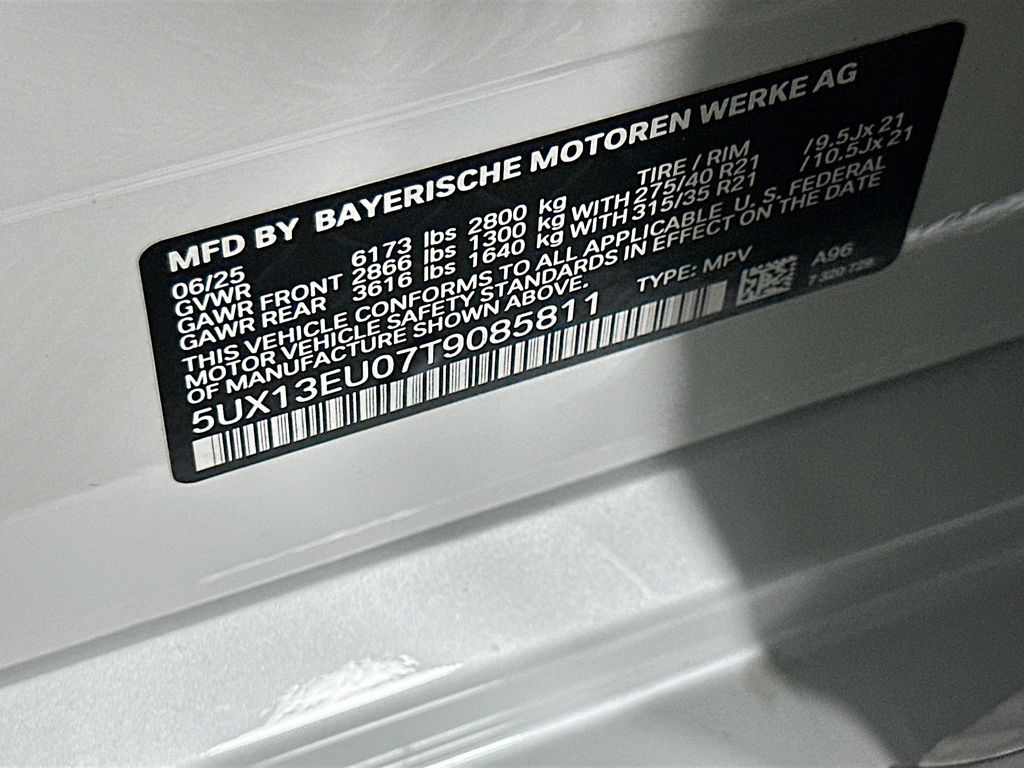 MFD BY BAYERISCHE MOTOREN WERKE AG
06/25
TIRE / RIM
GVWR 6173 lbs 2800 kg
GAWR FRONT 2866 lbs 1300 kg WITH 275/40 R21 / 9.5Jx 21
GAWR REAR 3616 lbs 1640 kg WITH 315/35 R21 / 10.5Jx 21
THIS VEHICLE CONFORMS TO ALL APPLICABLE U. S. FEDERAL
MOTOR VEHICLE SAFETY STANDARDS IN EFFECT ON THE DATE
OF MANUFACTURE SHOWN ABOVE.
5UX13EU07T9085811 TYPE: MPV A96